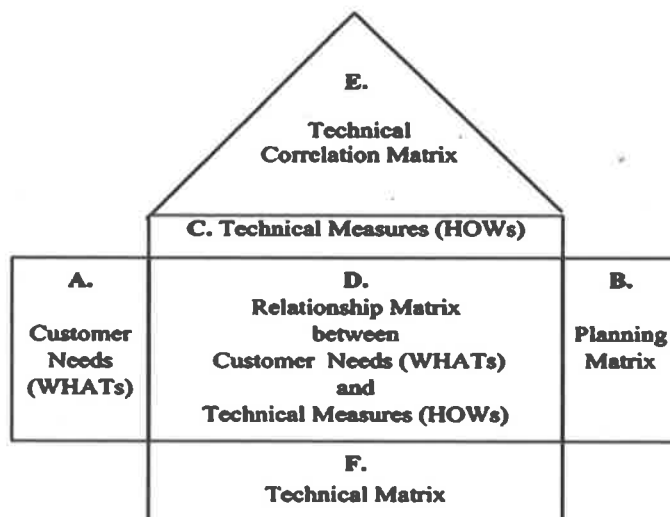 E.
Technical
Correlation Matrix
C. Technical Measures (HOWs)
A.
Customer
Needs
(WHATs)
D.
Relationship Matrix
between
Customer Needs (WHATs)
and
Technical Measures (HOWs)
B.
Planning
Matrix
F.
Technical Matrix